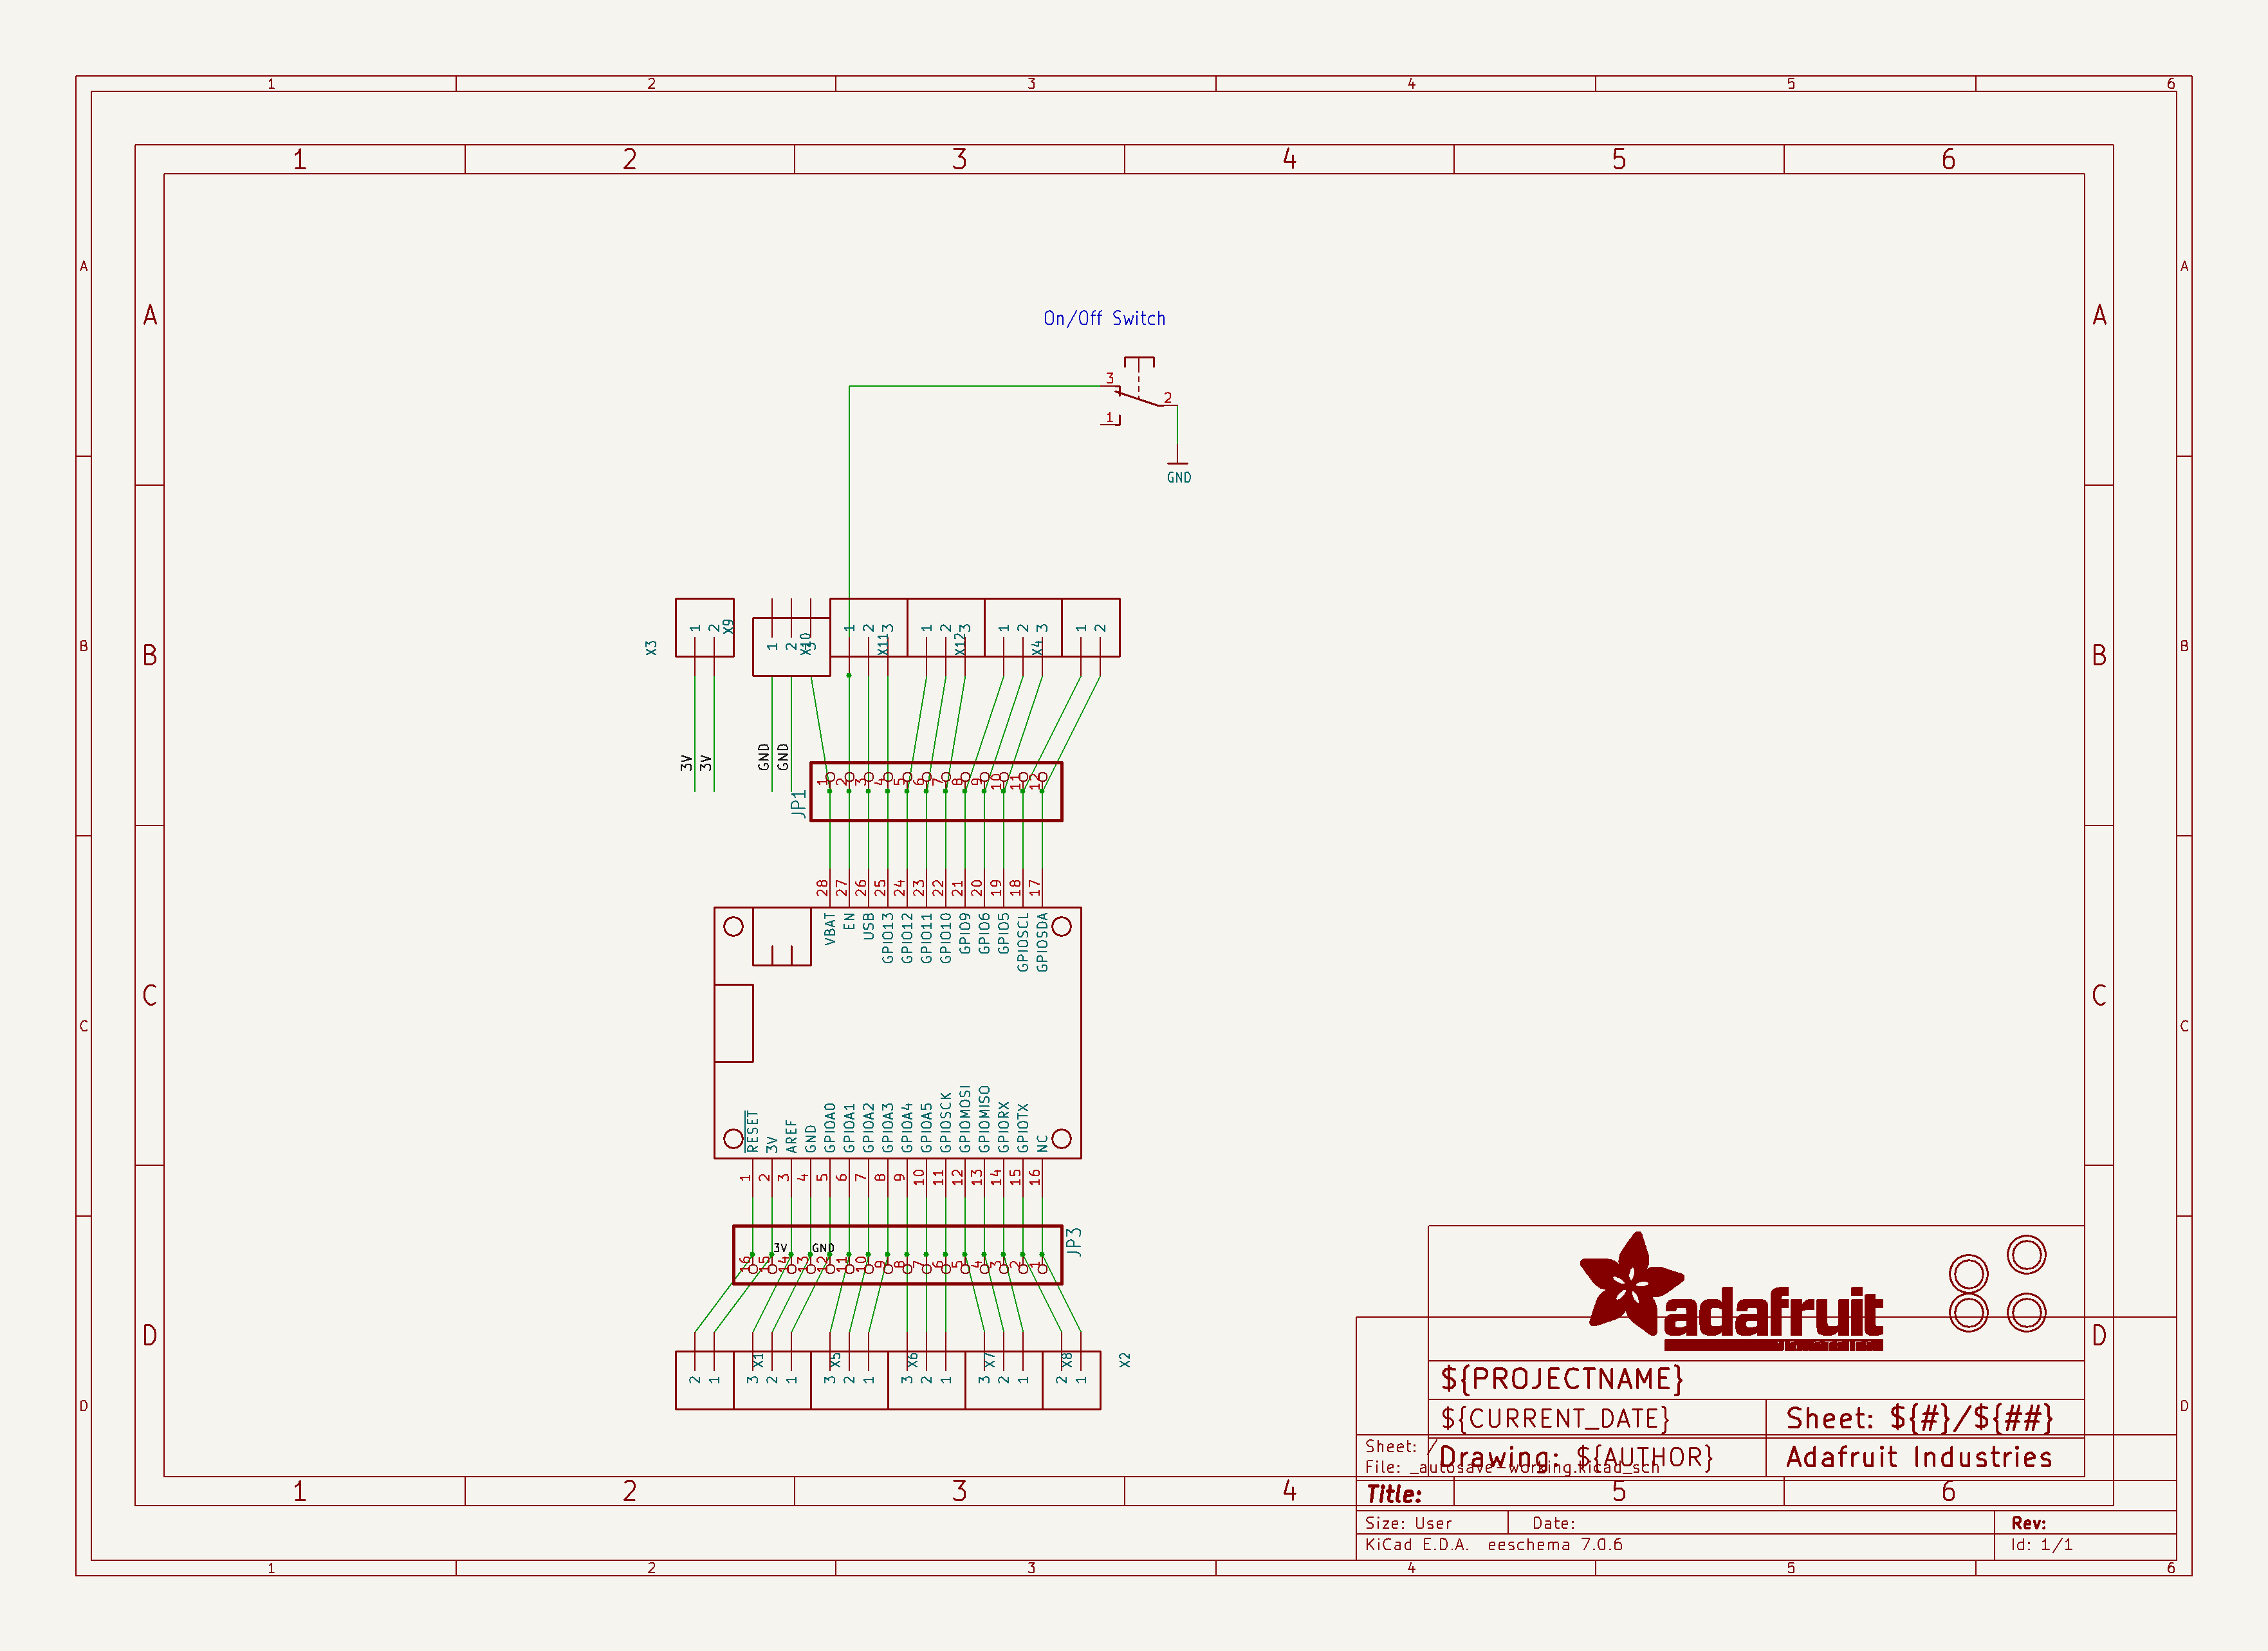 1 2 3 4 5 6
1 2 3 4 5 6
A A
A A
On/Off Switch
3
2
1
GND
B B
B B
X3 1 2 X9 1 2 3 X10 1 2 3 X11 1 2 3 X12 1 2 3 X4 1 2
3V 3V GND GND
JP1 1 2 3 4 5 6 7 8 9 10 11 12
28 27 26 25 24 23 22 21 20 19 18 17
VBAT EN USB GPIO13 GPIO12 GPIO11 GPIO10 GPIO9 GPIO6 GPIO5 GPIOSCL GPIOSDA
C C
C C
RESET 3V AREF GND GPIOA0 GPIOA1 GPIOA2 GPIOA3 GPIOA4 GPIOA5 GPIOSCK GPIOMOSI GPIOMISO GPIORX GPIOTX NC
1 2 3 4 5 6 7 8 9 10 11 12 13 14 15 16
3V GND
16 15 14 13 12 11 10 9 8 7 6 5 4 3 2 1 JP3
2 1 X1 3 2 1 X5 3 2 1 X6 3 2 1 X7 3 2 1 X8 2 1 X2
D D
D D
adafruit
${PROJECTNAME}
${CURRENT_DATE} Sheet: ${#}/${##}
Drawing: ${AUTHOR} Adafruit Industries
Sheet: /
File: _autosave-working.kicad_sch
Title:
Size: User Date: Rev:
KiCad E.D.A. eeschema 7.0.6 Id: 1/1
1 2 3 4 5 6
1 2 3 4 5 6